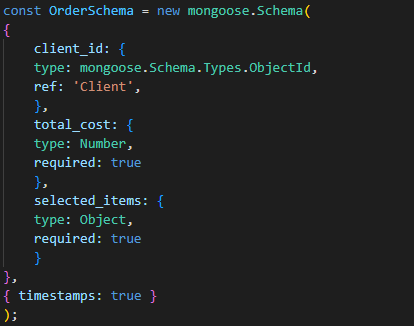 const OrderSchema = new mongoose.Schema(
{
    client_id: {
    type: mongoose.Schema.Types.ObjectId,
    ref: 'Client',
    },
    total_cost: {
    type: Number,
    required: true
    },
    selected_items: {
    type: Object,
    required: true
    }
},
{ timestamps: true }
);